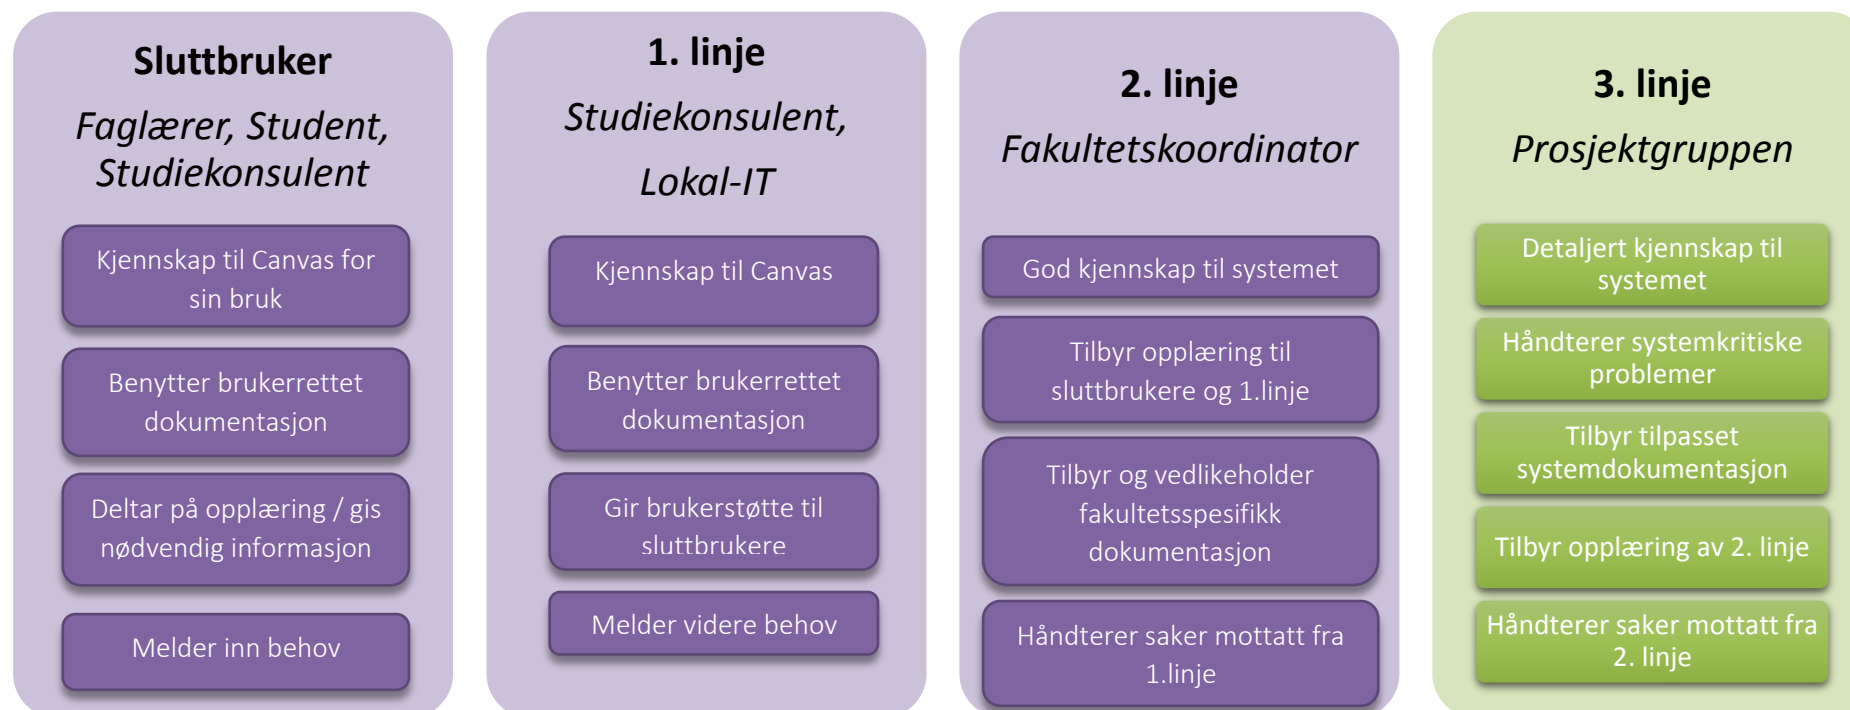 Sluttbruker
Faglærer, Student,
Studiekonsulent
Kjennskap til Canvas for
sin bruk
Benytter brukerrettet
dokumentasjon
Deltar på opplæring / gis
nødvendig informasjon
Melder inn behov
1. linje
Studiekonsulent,
Lokal-IT
Kjennskap til Canvas
Benytter brukerrettet
dokumentasjon
Gir brukerstøtte til
sluttbrukere
Melder videre behov
2. linje
Fakultetskoordinator
God kjennskap til systemet
Tilbyr opplæring til
sluttbrukere og 1.linje
Tilbyr og vedlikeholder
fakultetsspesifikk
dokumentasjon
Håndterer saker mottatt fra
1.linje
3. linje
Prosjektgruppen
Detaljert kjennskap til
systemet
Håndterer systemkritiske
problemer
Tilbyr tilpasset
systemdokumentasjon
Tilbyr opplæring av 2. linje
Håndterer saker mottatt fra
2. linje